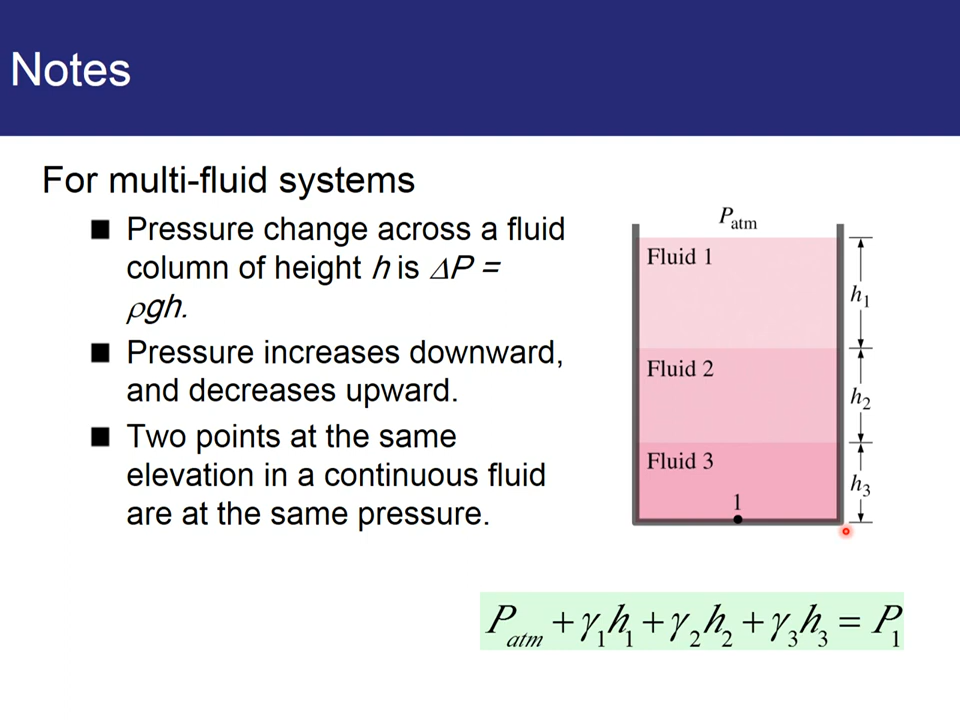 Notes
For multi-fluid systems
■ Pressure change across a fluid
column of height h is ΔP =
ρgh.
■ Pressure increases downward,
and decreases upward.
■ Two points at the same
elevation in a continuous fluid
are at the same pressure.
P_atm
Fluid 1
h₁
Fluid 2
h₂
Fluid 3
h₃
1
P_atm + γ₁h₁ + γ₂h₂ + γ₃h₃ = P₁